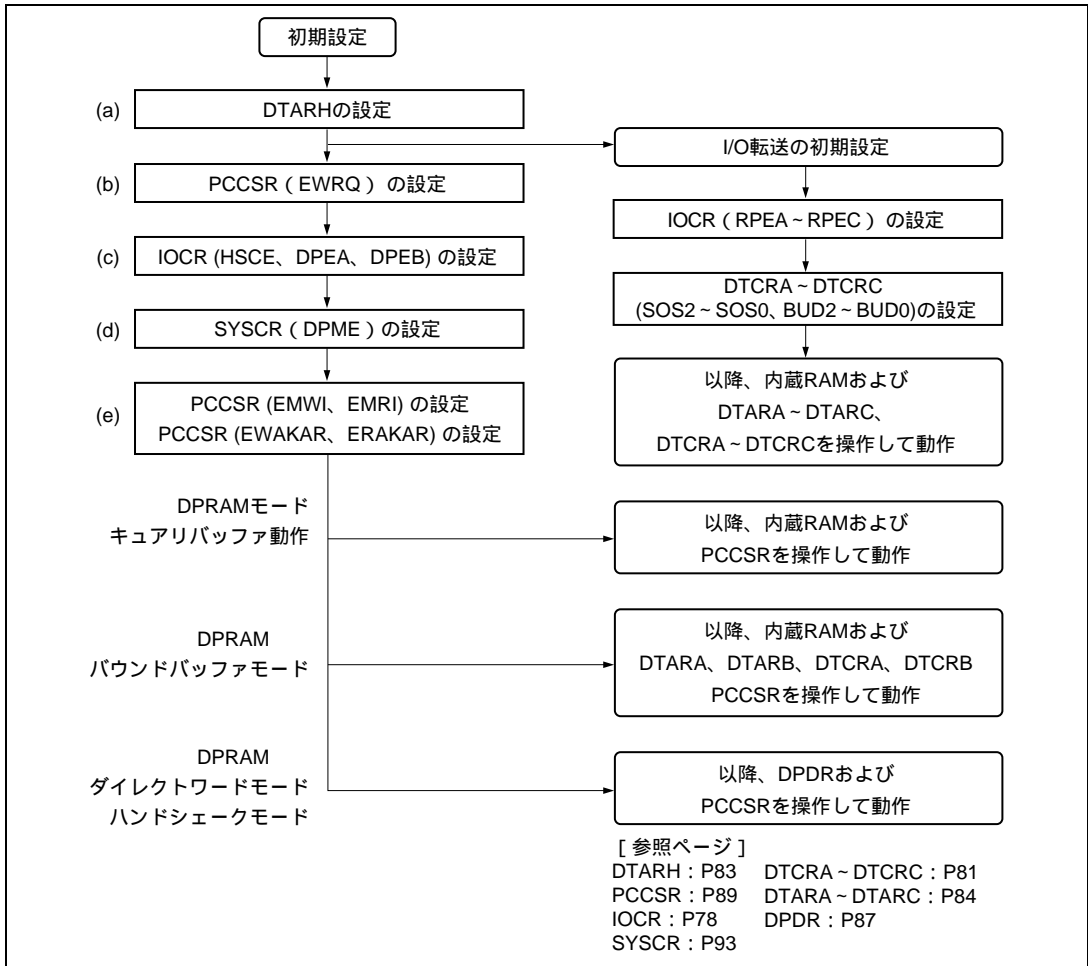 初期設定
(a)
DTARHの設定
I/O転送の初期設定
(b)
PCCSR（EWRQ）の設定
IOCR（RPEA～RPEC）の設定
(c)
IOCR (HSCE、DPEA、DPEB) の設定
DTCRA～DTCRC
(SOS2～SOS0、BUD2～BUD0)の設定
(d)
SYSCR（DPME）の設定
以降、内蔵RAMおよび
DTARA～DTARC、
DTCRA～DTCRCを操作して動作
(e)
PCCSR (EMWI、EMRI) の設定
PCCSR (EWAKAR、ERAKAR) の設定
DPRAMモード
キュアリバッファ動作
以降、内蔵RAMおよび
PCCSRを操作して動作
DPRAM
バウンドバッファモード
以降、内蔵RAMおよび
DTARA、DTARB、DTCRA、DTCRB
PCCSRを操作して動作
DPRAM
ダイレクトワードモード
ハンドシェークモード
以降、DPDRおよび
PCCSRを操作して動作
［参照ページ］
DTARH：P83 DTCRA～DTCRC：P81
PCCSR：P89 DTARA～DTARC：P84
IOCR：P78 DPDR：P87
SYSCR：P93